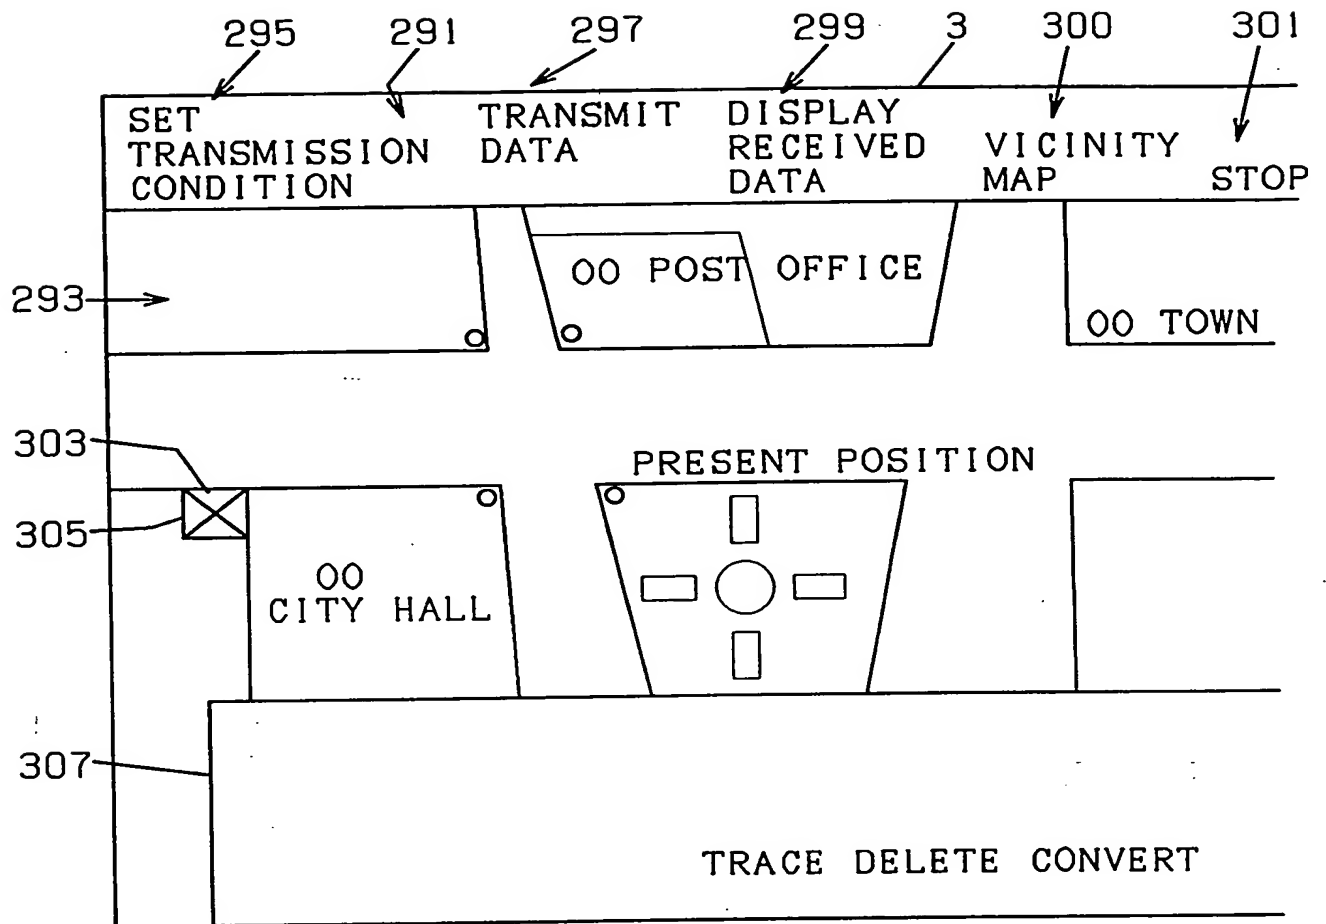 295 291 297 299 3 300 301
SET TRANSMIT DISPLAY
TRANSMISSION DATA RECEIVED VICINITY
CONDITION DATA MAP STOP
OO POST OFFICE
293
OO TOWN
303
PRESENT POSITION
305
OO
CITY HALL
307
TRACE DELETE CONVERT